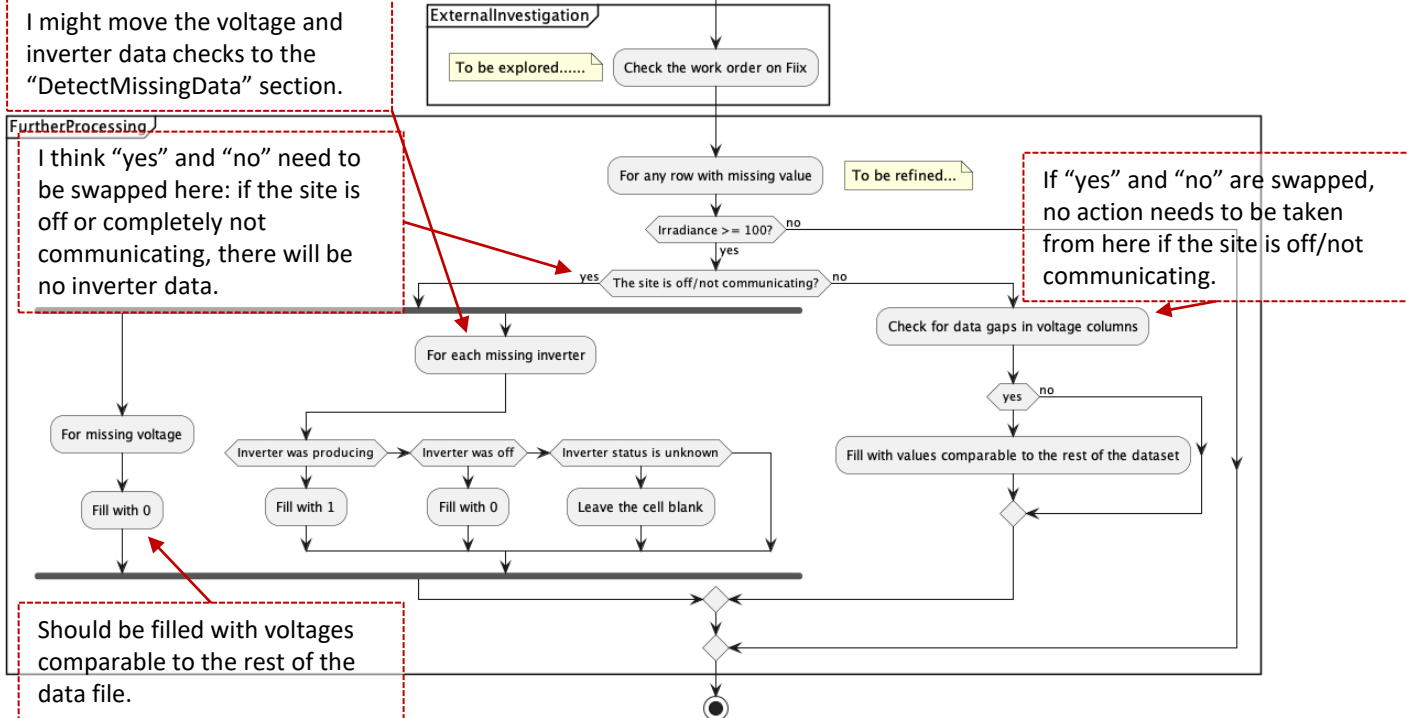 I might move the voltage and
inverter data checks to the
“DetectMissingData” section.
ExternalInvestigation
To be explored......
Check the work order on Fiix
FurtherProcessing
I think “yes” and “no” need to
be swapped here: if the site is
off or completely not
communicating, there will be
no inverter data.
For any row with missing value
To be refined...
If “yes” and “no” are swapped,
no action needs to be taken
from here if the site is off/not
communicating.
Irradiance >= 100?
no
yes
yes
The site is off/not communicating?
no
Check for data gaps in voltage columns
For each missing inverter
yes
no
For missing voltage
Inverter was producing
Inverter was off
Inverter status is unknown
Fill with values comparable to the rest of the dataset
Fill with 0
Fill with 1
Fill with 0
Leave the cell blank
Should be filled with voltages
comparable to the rest of the
data file.